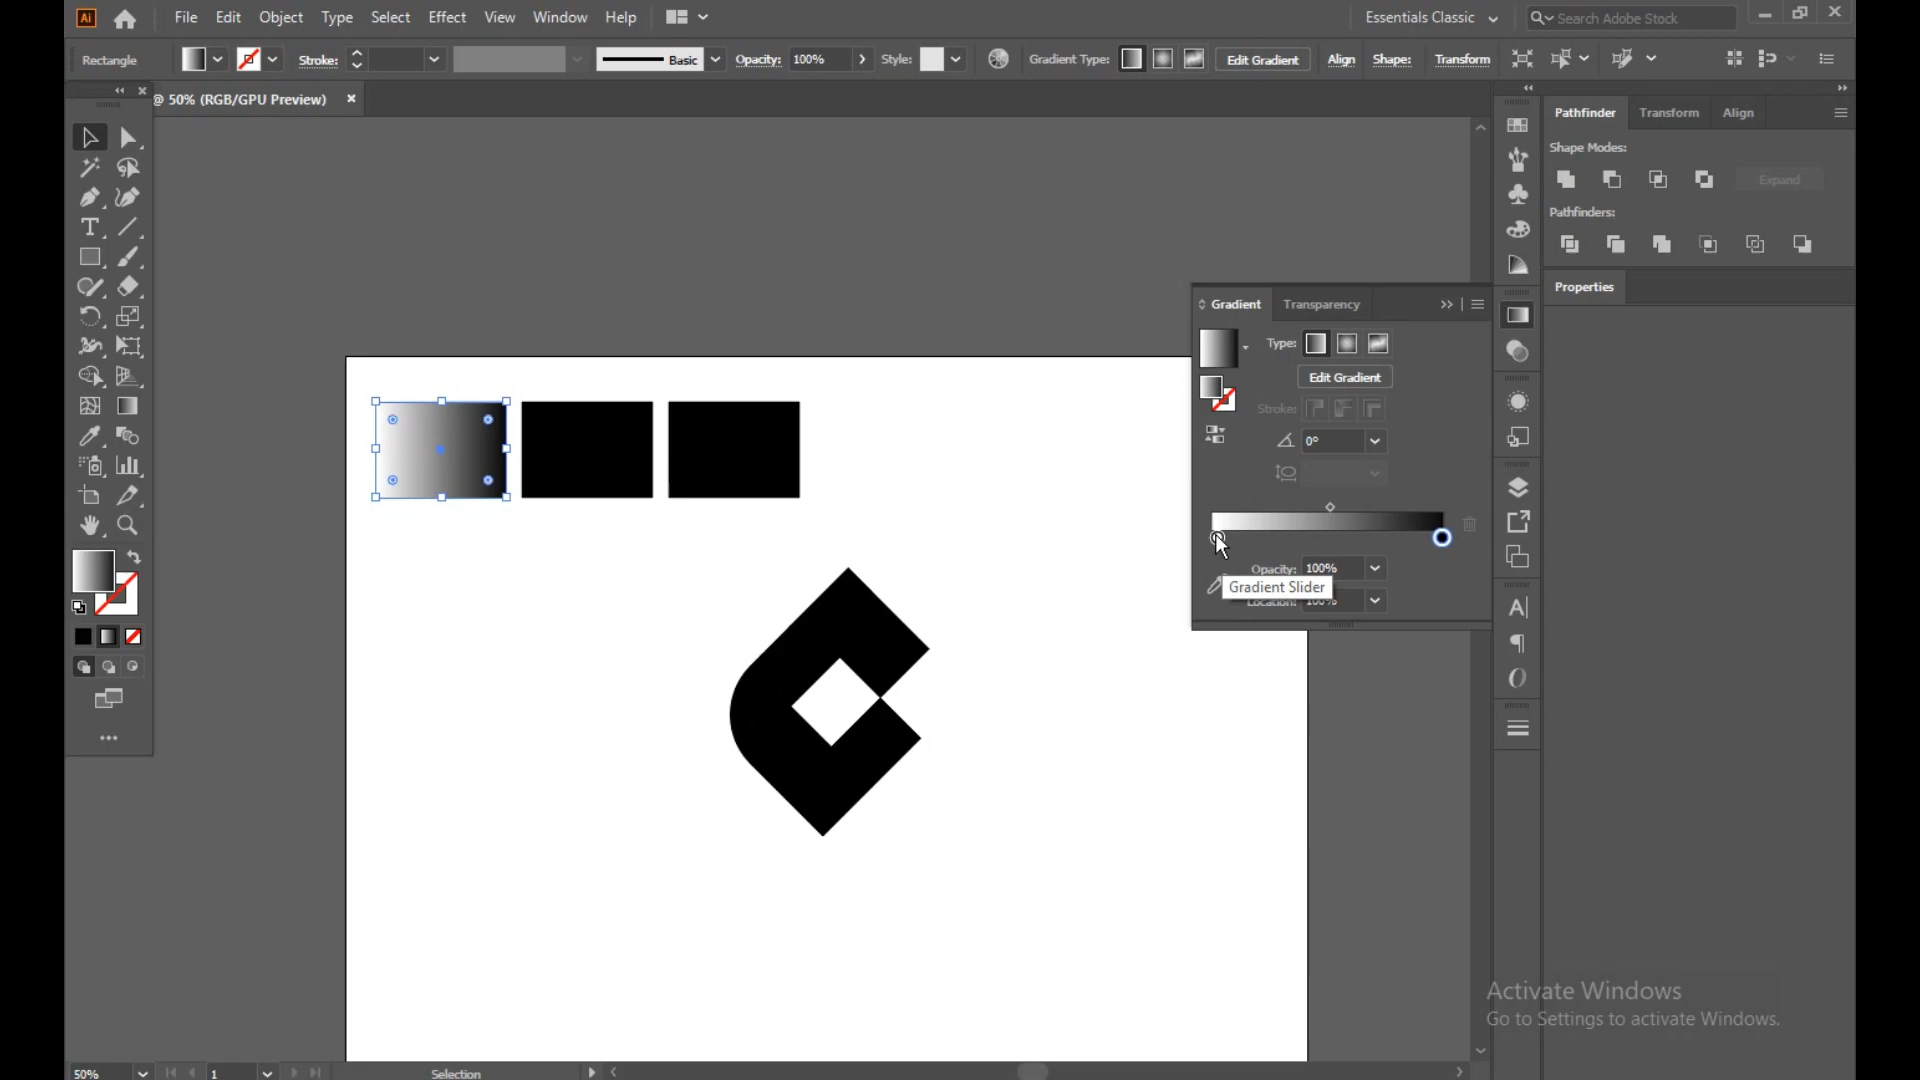 Ai File Edit Object Type Select Effect View Window Help Essentials Classic Search Adobe Stock
Rectangle Stroke: Basic Opacity: 100% Style: Gradient Type: Edit Gradient Align Shape: Transform
@ 50% (RGB/GPU Preview)
Pathfinder Transform Align
Shape Modes:
Expand
Pathfinders:
Properties
Gradient Transparency
Type:
Edit Gradient
Stroke:
0°
Opacity: 100%
Gradient Slider
Location: 100%
Activate Windows
Go to Settings to activate Windows.
50% 1 Selection